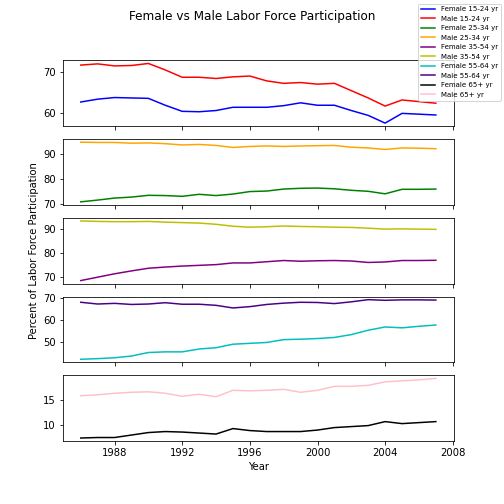 Female vs Male Labor Force Participation
Female 15-24 yr
Male 15-24 yr
Female 25-34 yr
Male 25-34 yr
Female 35-54 yr
Male 35-54 yr
Female 55-64 yr
Male 55-64 yr
Female 65+ yr
Male 65+ yr
70
60
90
80
70
90
80
70
70
60
50
15
10
1988 1992 1996 2000 2004 2008
Year
Percent of Labor Force Participation